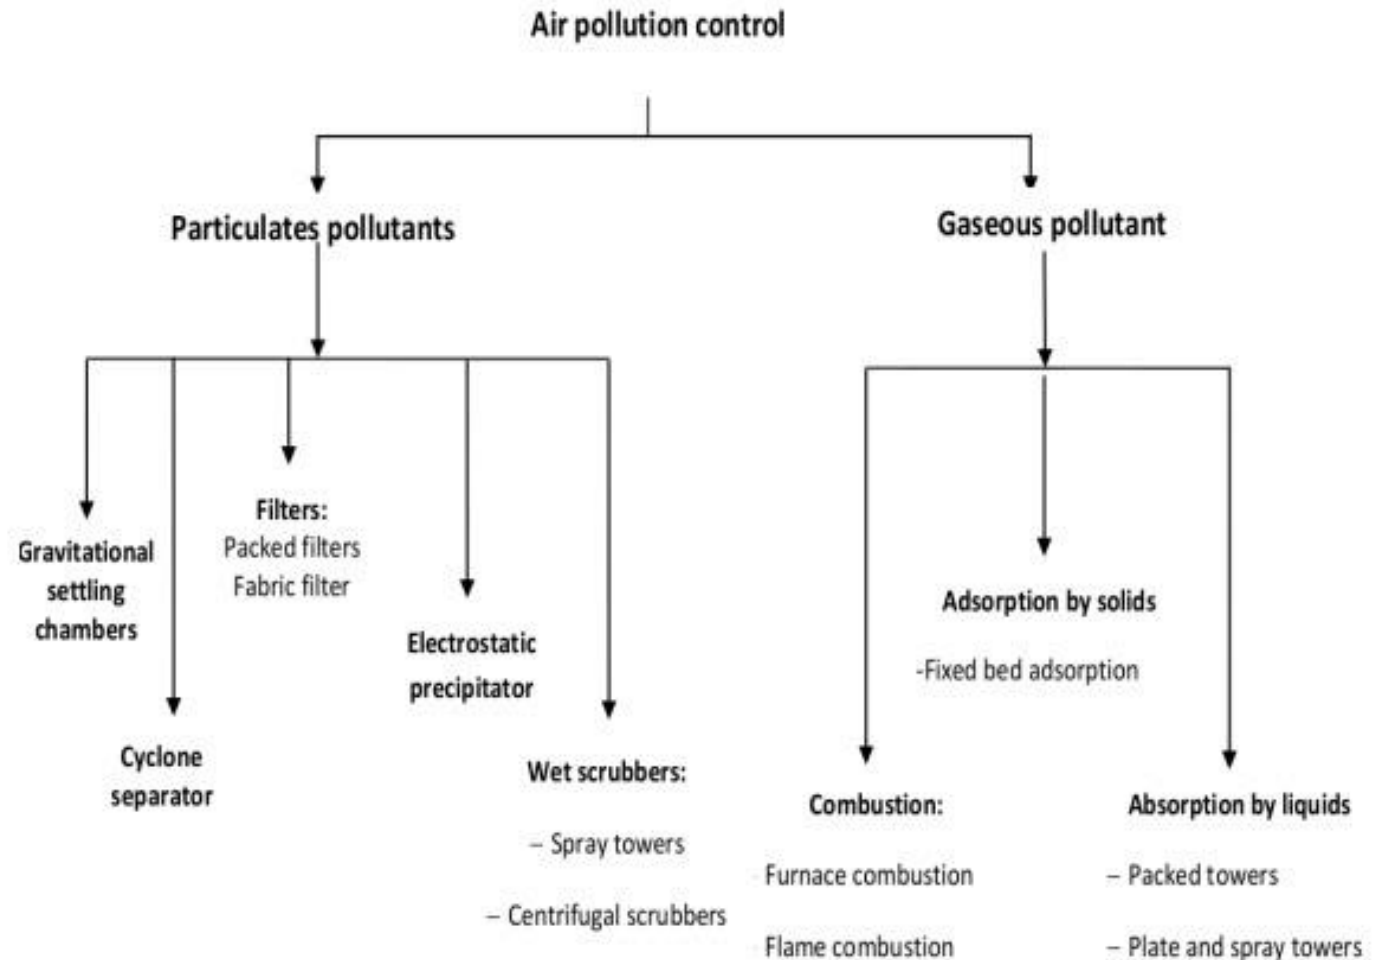 Air pollution control
Particulates pollutants
Gaseous pollutant
Gravitational
settling
chambers
Cyclone
separator
Filters:
Packed filters
Fabric filter
Electrostatic
precipitator
Wet scrubbers:
– Spray towers
– Centrifugal scrubbers
Combustion:
Furnace combustion
Flame combustion
Adsorption by solids
-Fixed bed adsorption
Absorption by liquids
– Packed towers
– Plate and spray towers